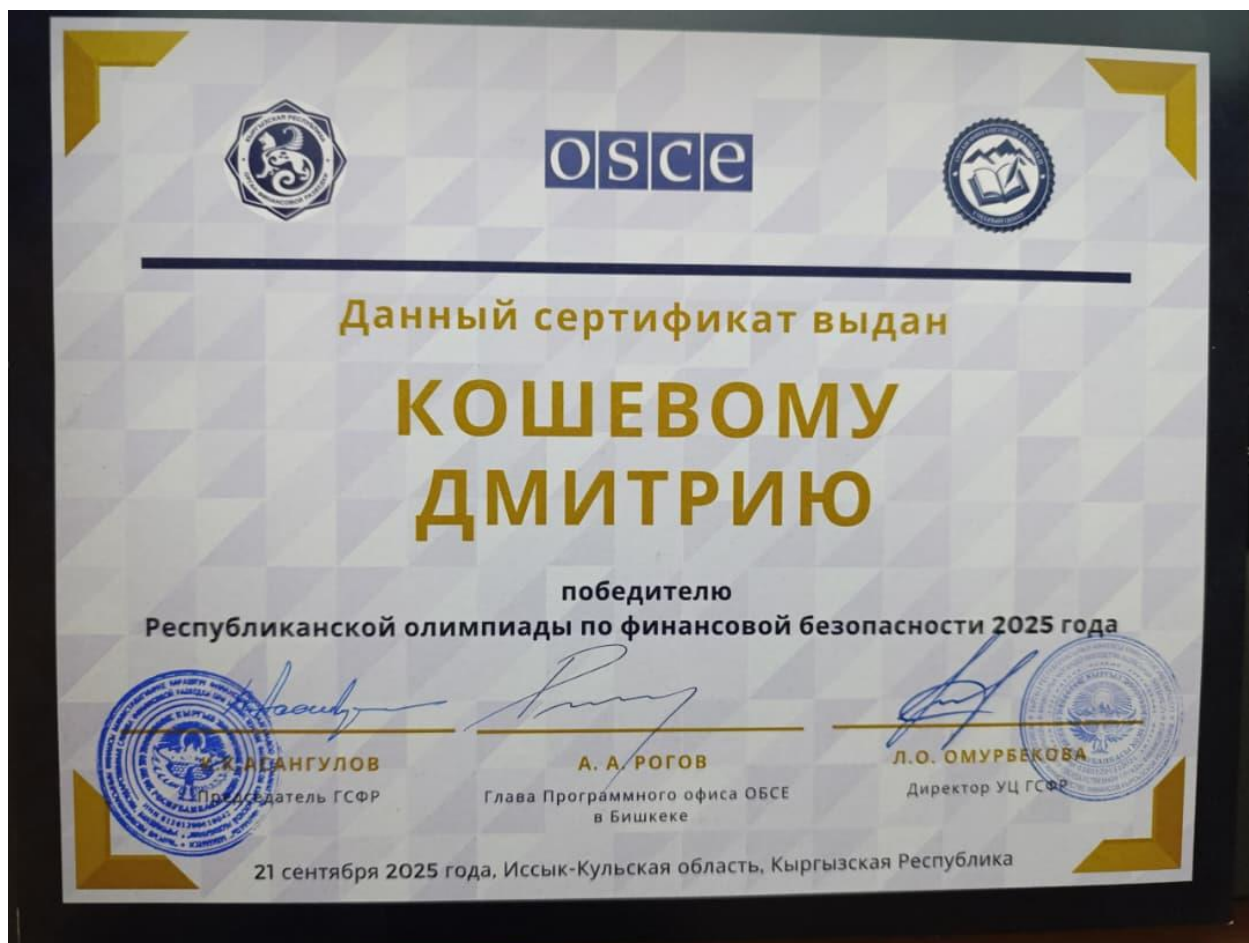 OSCE
Данный сертификат выдан
КОШЕВОМУ
ДМИТРИЮ
победителю
Республиканской олимпиады по финансовой безопасности 2025 года
АСАНГУЛОВ
Председатель ГСФР
А. А. РОГОВ
Глава Программного офиса ОБСЕ
в Бишкеке
Л.О. ОМУРБЕКОВА
Директор УЦ ГСФР
21 сентября 2025 года, Иссык-Кульская область, Кыргызская Республика